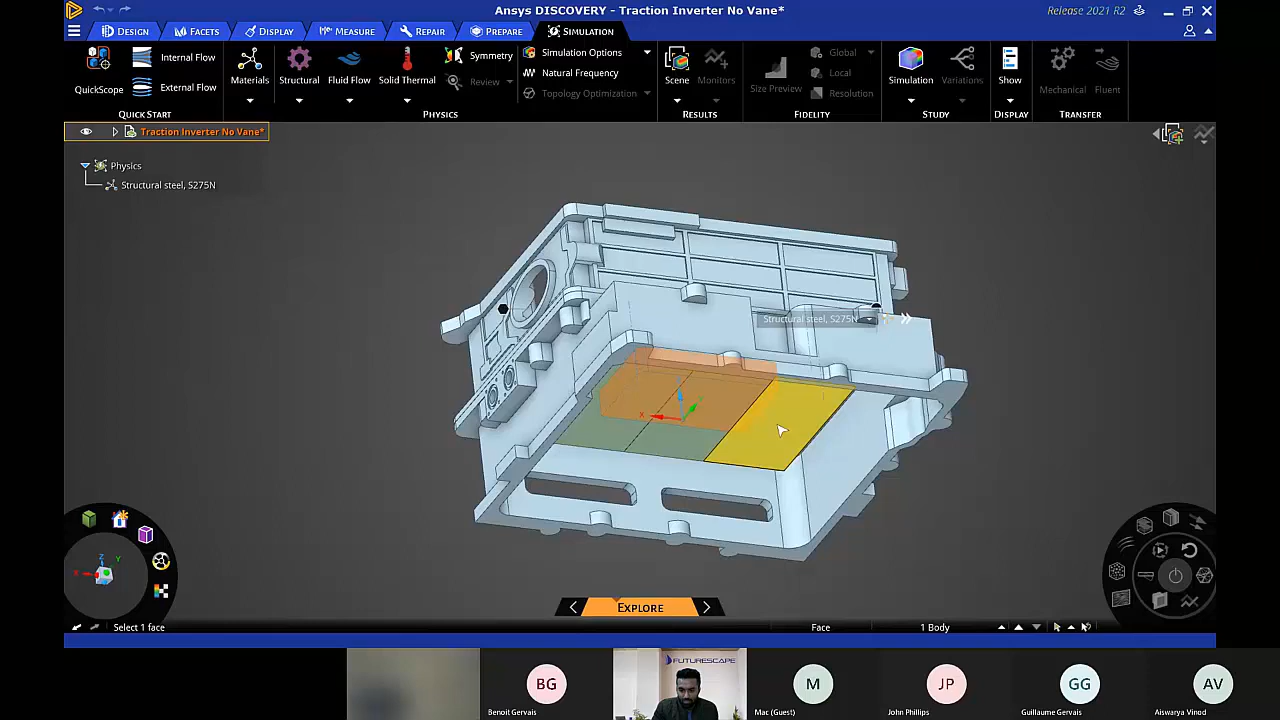 Ansys DISCOVERY - Traction Inverter No Vane*
Release 2021 R2
DESIGN
FACETS
DISPLAY
MEASURE
REPAIR
PREPARE
SIMULATION
QuickScope
Internal Flow
External Flow
QUICK START
Materials
Structural
Fluid Flow
Solid Thermal
Symmetry
Review
Simulation Options
Natural Frequency
Topology Optimization
PHYSICS
Scene
Monitors
RESULTS
Size Preview
Global
Local
Resolution
FIDELITY
Simulation
Variations
STUDY
Show
DISPLAY
Mechanical
Fluent
TRANSFER
Traction Inverter No Vane*
Physics
Structural steel, S275N
Structural steel, S275N
X
Z
Y
X
EXPLORE
Select 1 face
Face
1 Body
BG
Benoit Gervais
FUTURESCAPE
M
Mac (Guest)
JP
John Phillips
GG
Guillaume Gervais
AV
Aiswarya Vinod